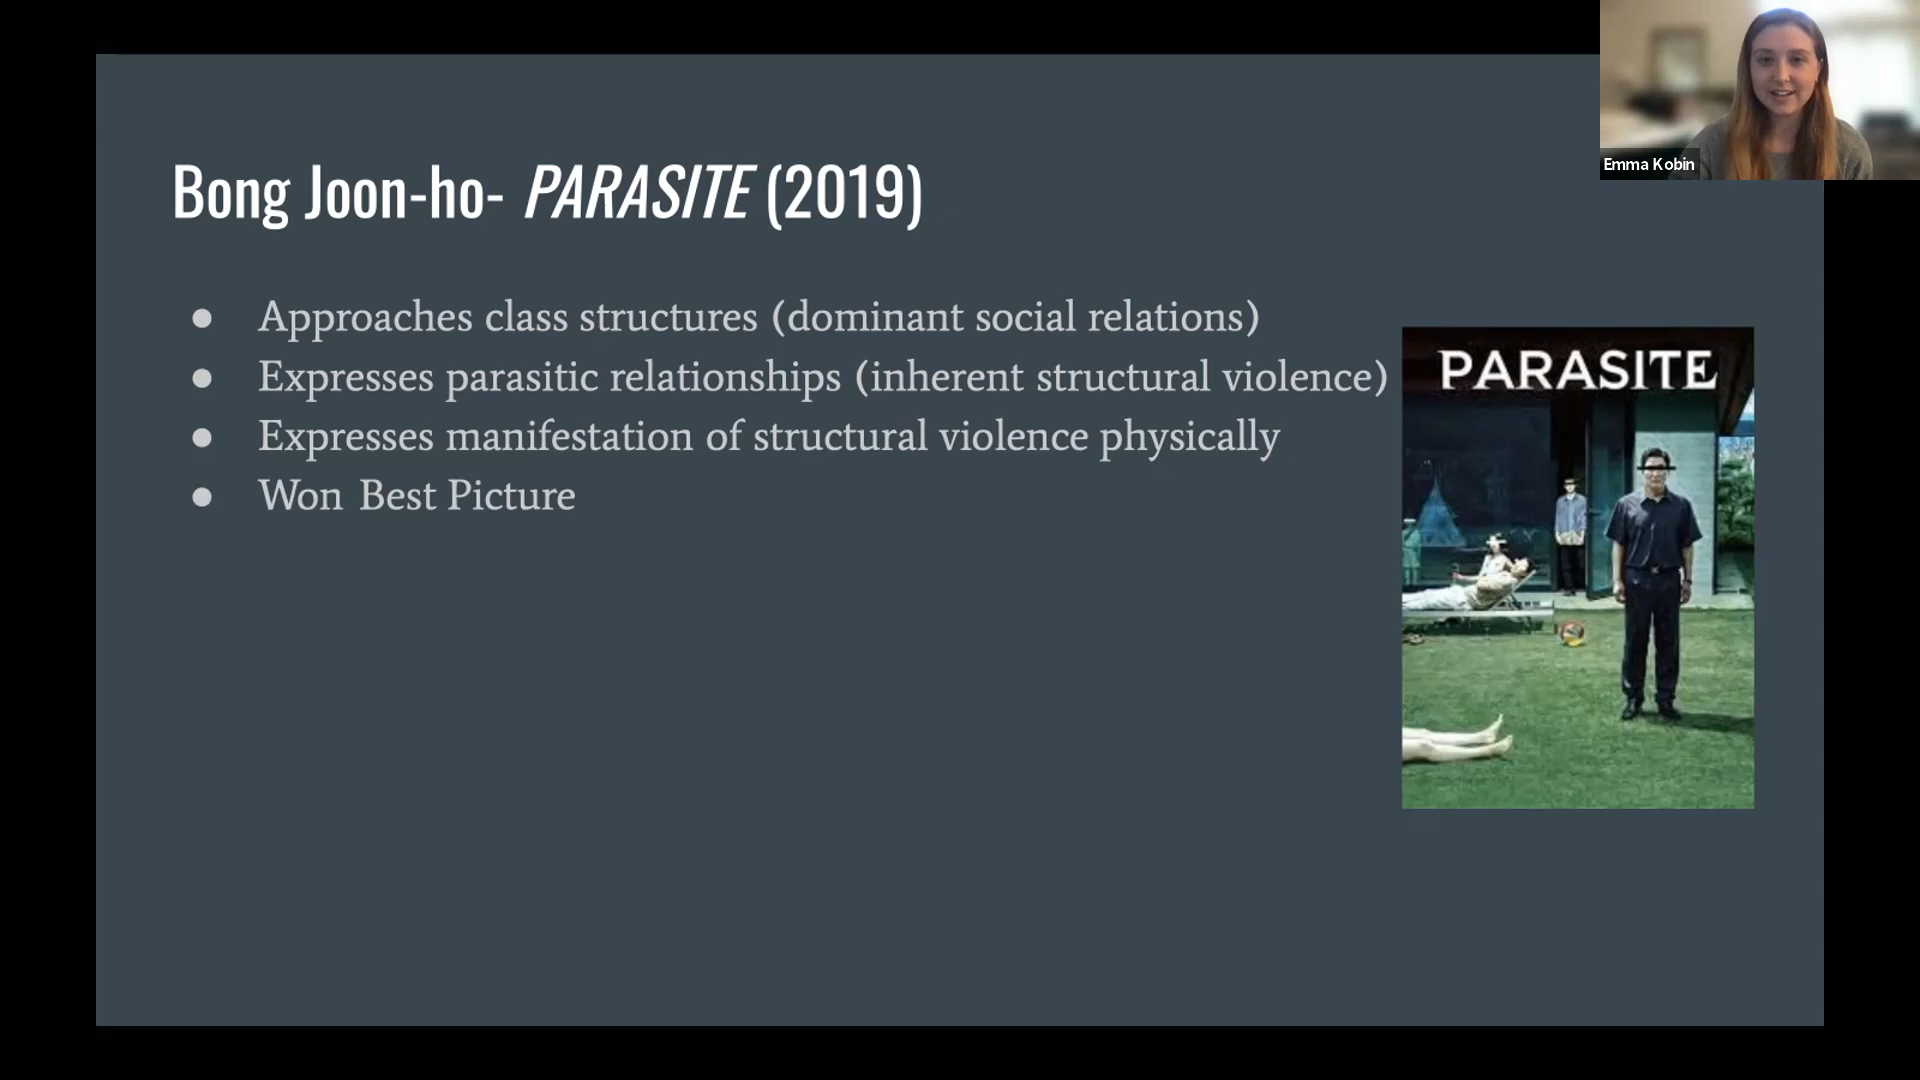 Emma Kobin
Bong Joon-ho- PARASITE (2019)
● Approaches class structures (dominant social relations)
● Expresses parasitic relationships (inherent structural violence)
● Expresses manifestation of structural violence physically
● Won Best Picture
PARASITE